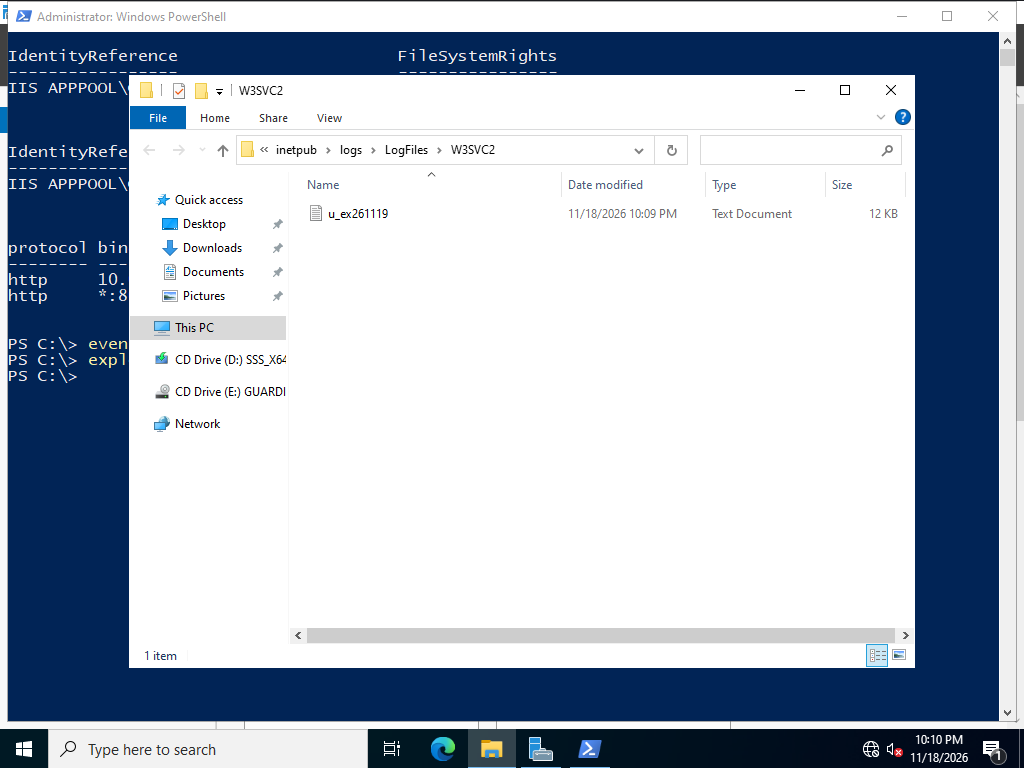 Administrator: Windows PowerShell
IdentityReference FileSystemRights
----------------- ----------------
IIS APPPOOL\
IdentityRefe
IIS APPPOOL\
protocol bin
-------- ---
http 10.
http *:8
PS C:\> even
PS C:\> expl
PS C:\>
W3SVC2
File Home Share View
« inetpub › logs › LogFiles › W3SVC2
Name Date modified Type Size
u_ex261119 11/18/2026 10:09 PM Text Document 12 KB
Quick access
Desktop
Downloads
Documents
Pictures
This PC
CD Drive (D:) SSS_X64
CD Drive (E:) GUARDI
Network
1 item
Type here to search
10:10 PM
11/18/2026
1